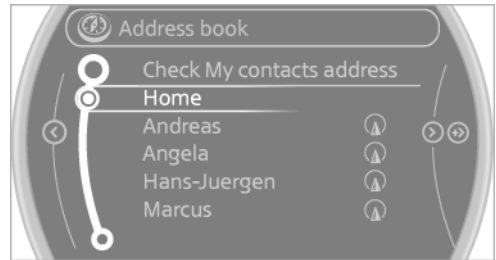 Address book
Check My contacts address
Home
Andreas
Angela
Hans-Juergen
Marcus